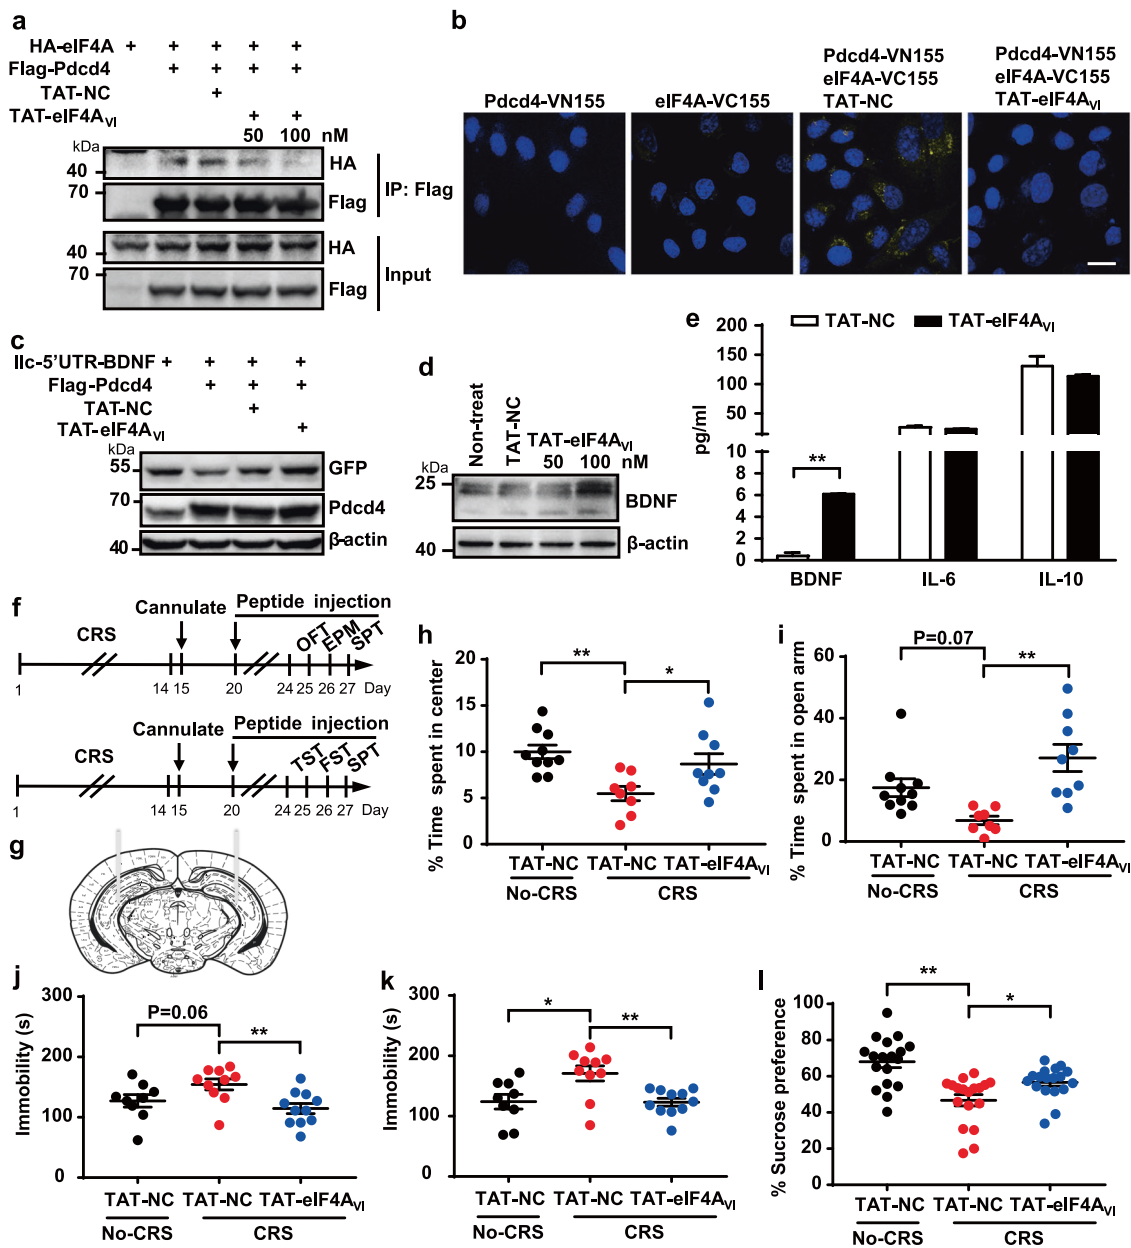 a
HA-eIF4A + + + + +
Flag-Pdcd4 + + + +
TAT-NC +
TAT-eIF4AVI + +
50 100 nM
kDa
40
HA
70
Flag
IP: Flag
40
HA
70
Flag
Input
b
Pdcd4-VN155
eIF4A-VC155
Pdcd4-VN155
eIF4A-VC155
TAT-NC
Pdcd4-VN155
eIF4A-VC155
TAT-eIF4AVI
c
IIc-5'UTR-BDNF + + + +
Flag-Pdcd4 + + +
TAT-NC +
TAT-eIF4AVI +
kDa
55
GFP
70
Pdcd4
40
β-actin
d
Non-treat
TAT-NC
TAT-eIF4AVI
50 100 nM
kDa
25
BDNF
40
β-actin
e
TAT-NC TAT-eIF4AVI
pg/ml
200
150
100
50
10
8
6
4
2
0
**
BDNF IL-6 IL-10
f
Cannulate Peptide injection
CRS
OFT EPM SPT
1 14 15 20 24 25 26 27 Day
Cannulate Peptide injection
CRS
TST FST SPT
1 14 15 20 24 25 26 27 Day
g
h
% Time spent in center
20
15
10
5
0
** *
TAT-NC TAT-NC TAT-eIF4AVI
No-CRS CRS
i
% Time spent in open arm
60
40
20
0
P=0.07 **
TAT-NC TAT-NC TAT-eIF4AVI
No-CRS CRS
j
Immobility (s)
300
200
100
0
P=0.06 **
TAT-NC TAT-NC TAT-eIF4AVI
No-CRS CRS
k
Immobility (s)
300
200
100
0
* **
TAT-NC TAT-NC TAT-eIF4AVI
No-CRS CRS
l
% Sucrose preference
100
80
60
40
20
0
** *
TAT-NC TAT-NC TAT-eIF4AVI
No-CRS CRS